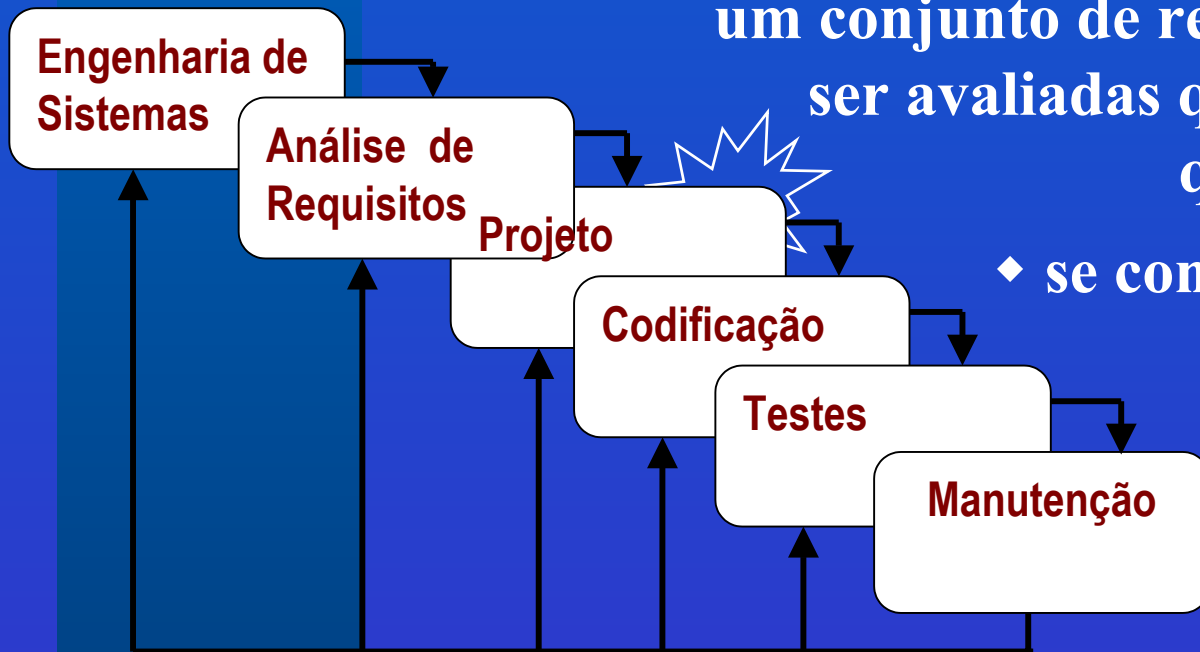 um conjunto de re
ser avaliadas q
q
se con
Engenharia de
Sistemas
Análise de
Requisitos
Projeto
Codificação
Testes
Manutenção